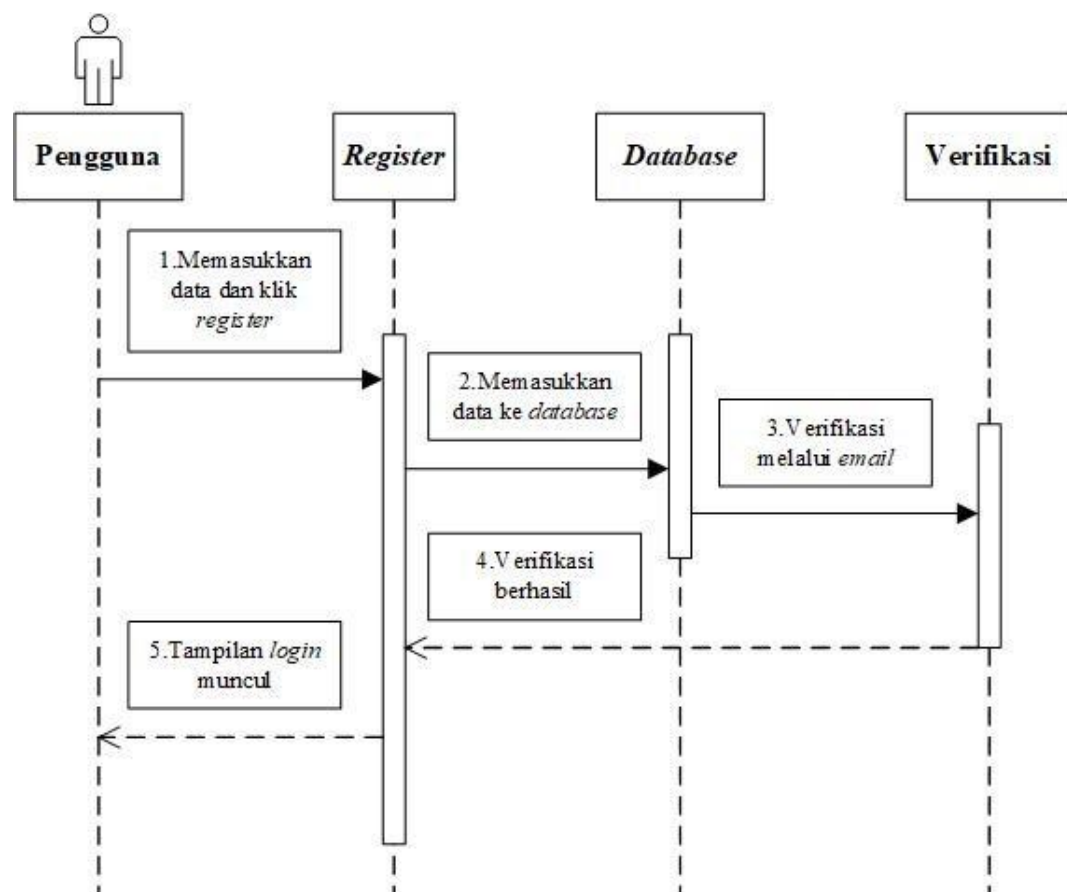 Pengguna
Register
Database
Verifikasi
1.Memasukkan
data dan klik
register
2.Memasukkan
data ke database
3.Verifikasi
melalui email
4.Verifikasi
berhasil
5.Tampilan login
muncul